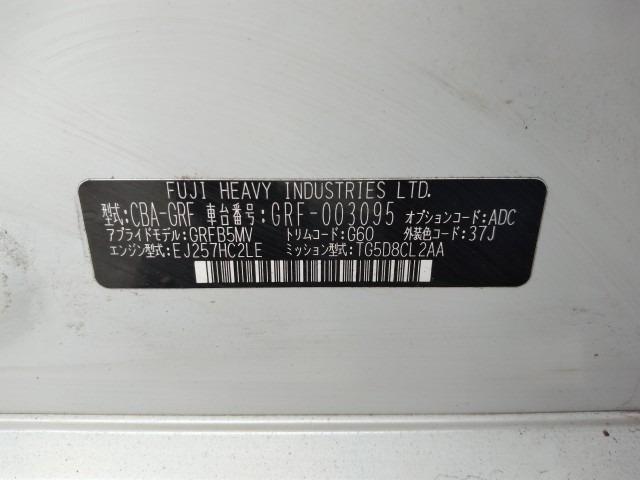 FUJI HEAVY INDUSTRIES LTD.
型式:CBA-GRF 車台番号:GRF-003095 オプションコード:ADC
アプライドモデル:GRFB5MV トリムコード:G60 外装色コード:37J
エンジン型式:EJ257HC2LE ミッション型式:TG5D8CL2AA